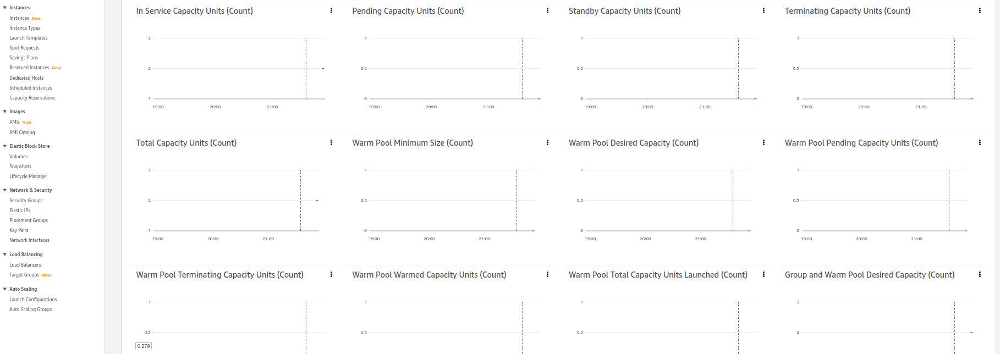 Instances
Instances New
Instance Types
Launch Templates
Spot Requests
Savings Plans
Reserved Instances New
Dedicated Hosts
Scheduled Instances
Capacity Reservations
Images
AMIs New
AMI Catalog
Elastic Block Store
Volumes
Snapshots
Lifecycle Manager
Network & Security
Security Groups
Elastic IPs
Placement Groups
Key Pairs
Network Interfaces
Load Balancing
Load Balancers
Target Groups New
Auto Scaling
Launch Configurations
Auto Scaling Groups
In Service Capacity Units (Count)
3
2
1
19:00 20:00 21:00
Pending Capacity Units (Count)
1
0.5
0
19:00 20:00 21:00
Standby Capacity Units (Count)
1
0.5
0
19:00 20:00 21:00
Terminating Capacity Units (Count)
1
0.5
0
19:00 20:00 21:00
Total Capacity Units (Count)
3
2
1
19:00 20:00 21:00
Warm Pool Minimum Size (Count)
1
0.5
0
19:00 20:00 21:00
Warm Pool Desired Capacity (Count)
1
0.5
0
19:00 20:00 21:00
Warm Pool Pending Capacity Units (Count)
1
0.5
0
19:00 20:00 21:00
Warm Pool Terminating Capacity Units (Count)
1
0.5
0.279
Warm Pool Warmed Capacity Units (Count)
1
0.5
Warm Pool Total Capacity Units Launched (Count)
1
0.5
Group and Warm Pool Desired Capacity (Count)
3
2